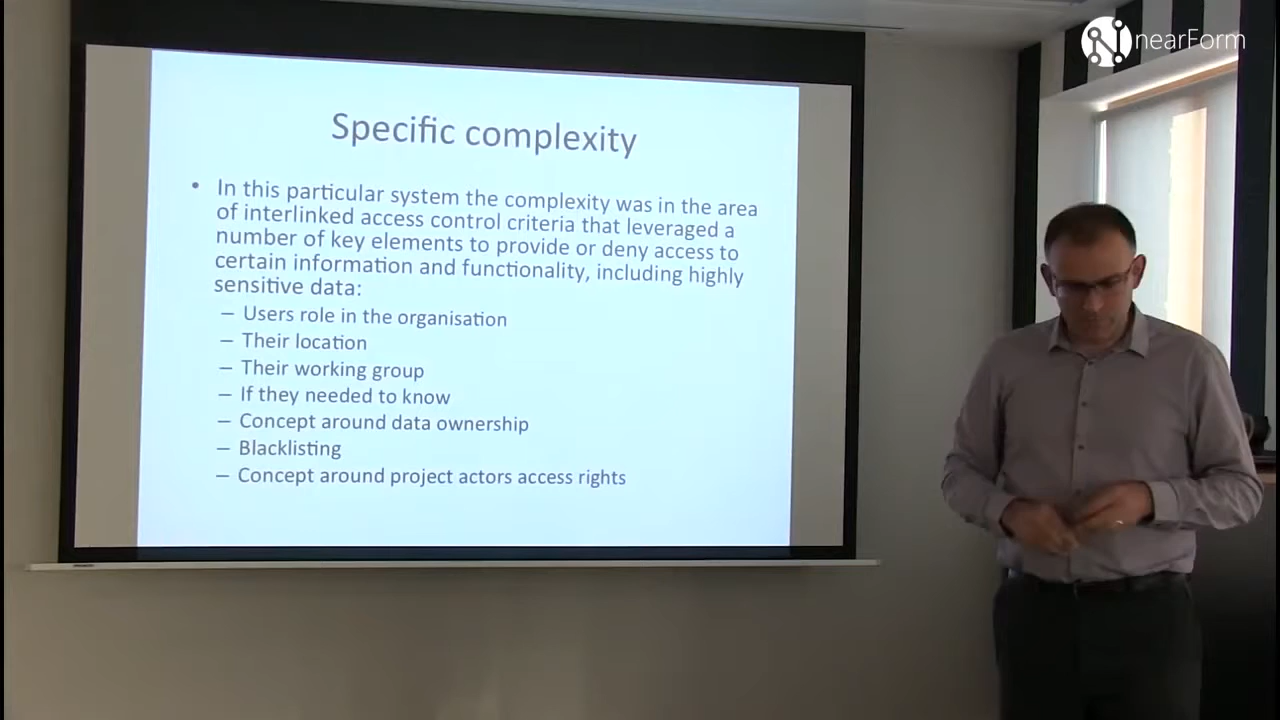 nearForm
Specific complexity
• In this particular system the complexity was in the area
of interlinked access control criteria that leveraged a
number of key elements to provide or deny access to
certain information and functionality, including highly
sensitive data:
– Users role in the organisation
– Their location
– Their working group
– If they needed to know
– Concept around data ownership
– Blacklisting
– Concept around project actors access rights